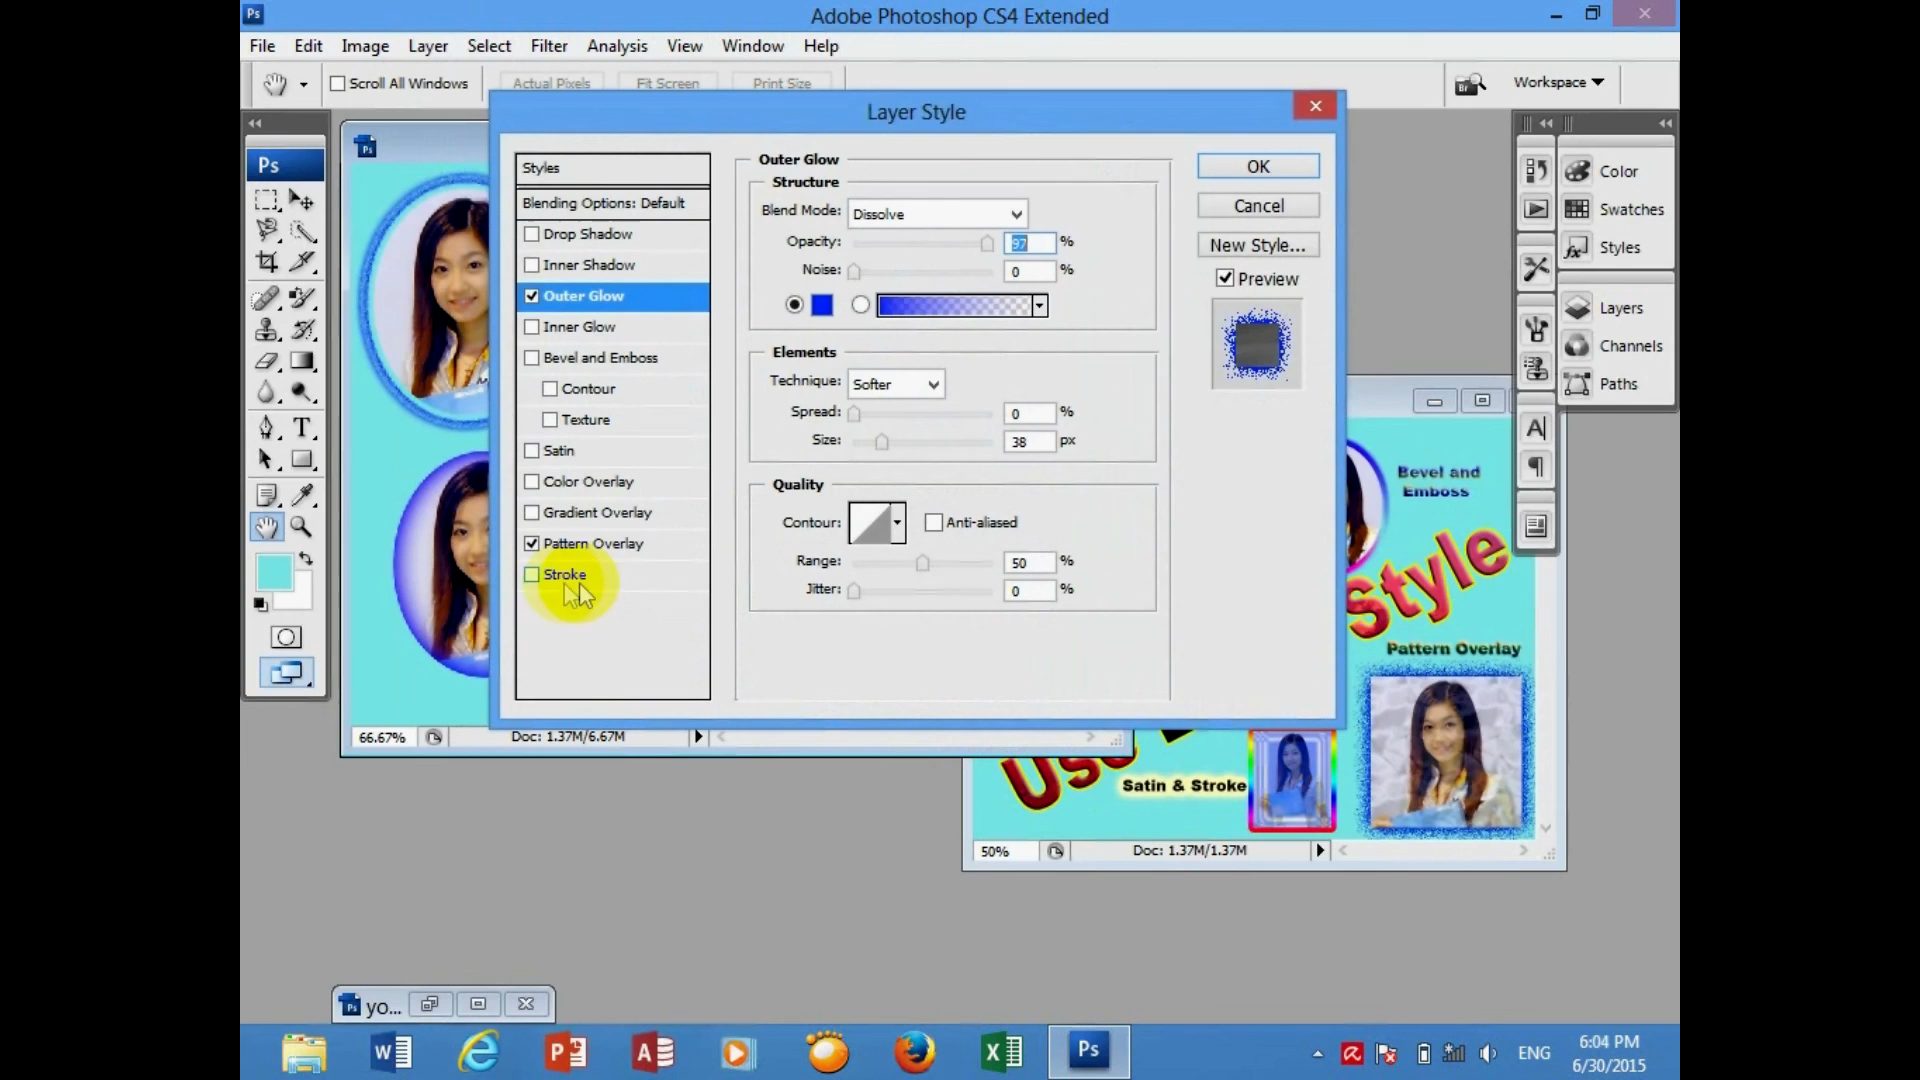 Ps
Adobe Photoshop CS4 Extended
File Edit Image Layer Select Filter Analysis View Window Help
Scroll All Windows
Actual Pixels
Fit Screen
Print Size
Br
Workspace
Layer Style
Ps
Styles
Blending Options: Default
Drop Shadow
Inner Shadow
Outer Glow
Inner Glow
Bevel and Emboss
Contour
Texture
Satin
Color Overlay
Gradient Overlay
Pattern Overlay
Stroke
Outer Glow
Structure
Blend Mode: Dissolve
Opacity: 97 %
Noise: 0 %
Elements
Technique: Softer
Spread: 0 %
Size: 38 px
Quality
Contour: Anti-aliased
Range: 50 %
Jitter: 0 %
OK
Cancel
New Style...
Preview
Color
Swatches
Styles
Layers
Channels
Paths
Bevel and
Emboss
Style
Pattern Overlay
Use
Satin & Stroke
66.67% Doc: 1.37M/6.67M
50% Doc: 1.37M/1.37M
Ps yo...
ENG
6:04 PM
6/30/2015